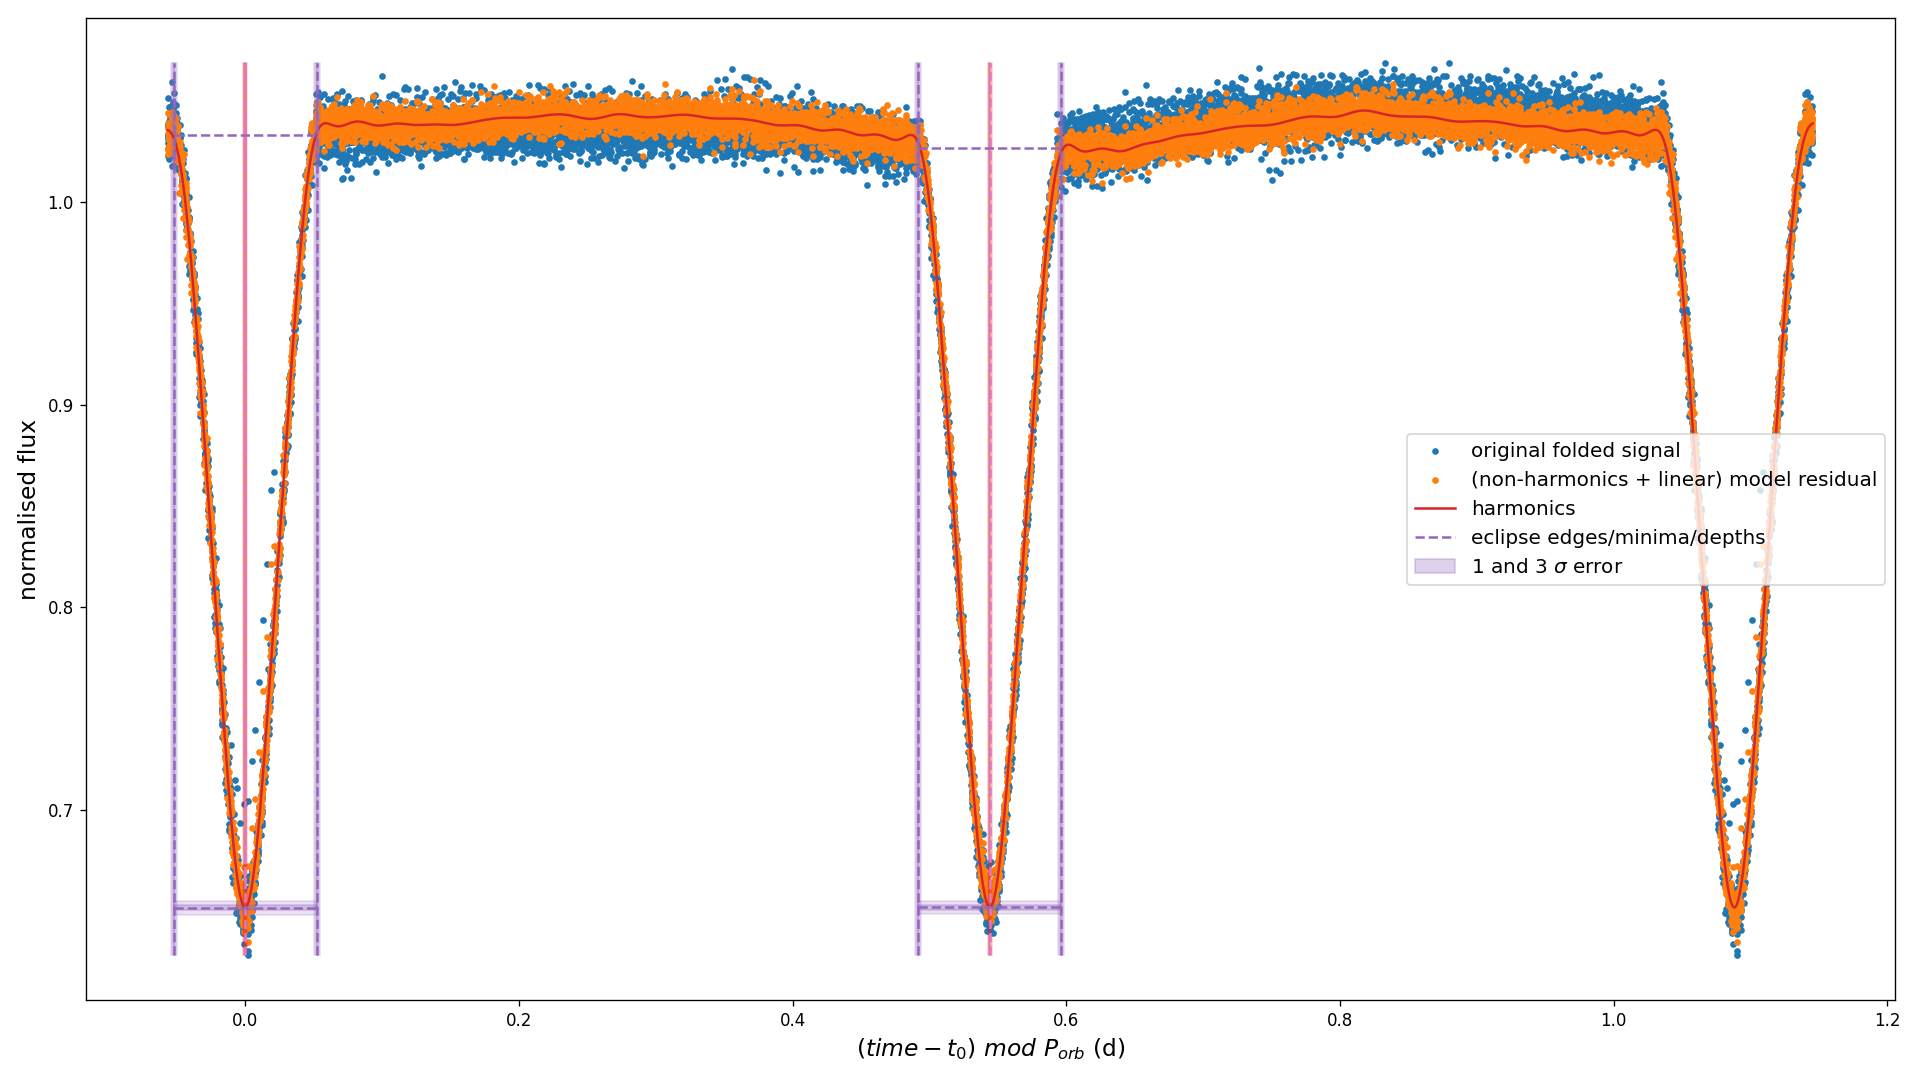 normalised flux
1.0
0.9
0.8
0.7
original folded signal
(non-harmonics + linear) model residual
harmonics
eclipse edges/minima/depths
1 and 3 σ error
0.0
0.2
0.4
0.6
0.8
1.0
1.2
(time − t₀) mod Pₒᵣb (d)